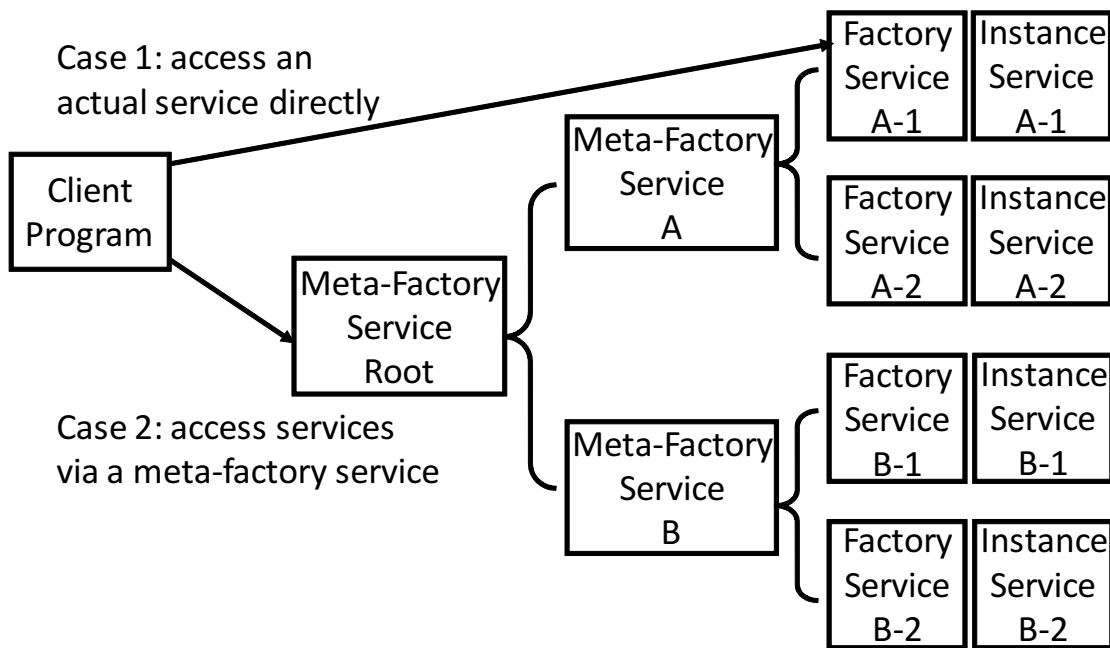 Case 1: access an
actual service directly
Client
Program
Meta-Factory
Service
Root
Case 2: access services
via a meta-factory service
Meta-Factory
Service
A
Meta-Factory
Service
B
Factory
Service
A-1
Instance
Service
A-1
Factory
Service
A-2
Instance
Service
A-2
Factory
Service
B-1
Instance
Service
B-1
Factory
Service
B-2
Instance
Service
B-2